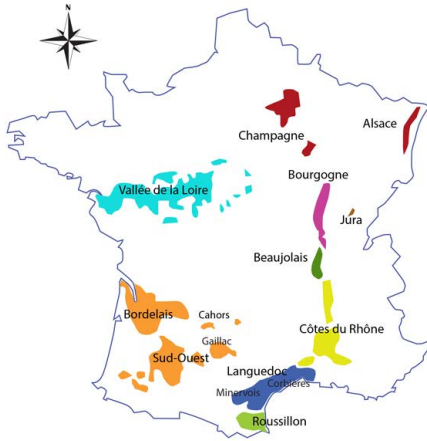 Champagne
Alsace
Bourgogne
Vallée de la Loire
Jura
Beaujolais
Bordelais
Cahors
Côtes du Rhône
Gaillac
Sud-Ouest
Languedoc
Corbières
Minervois
Roussillon